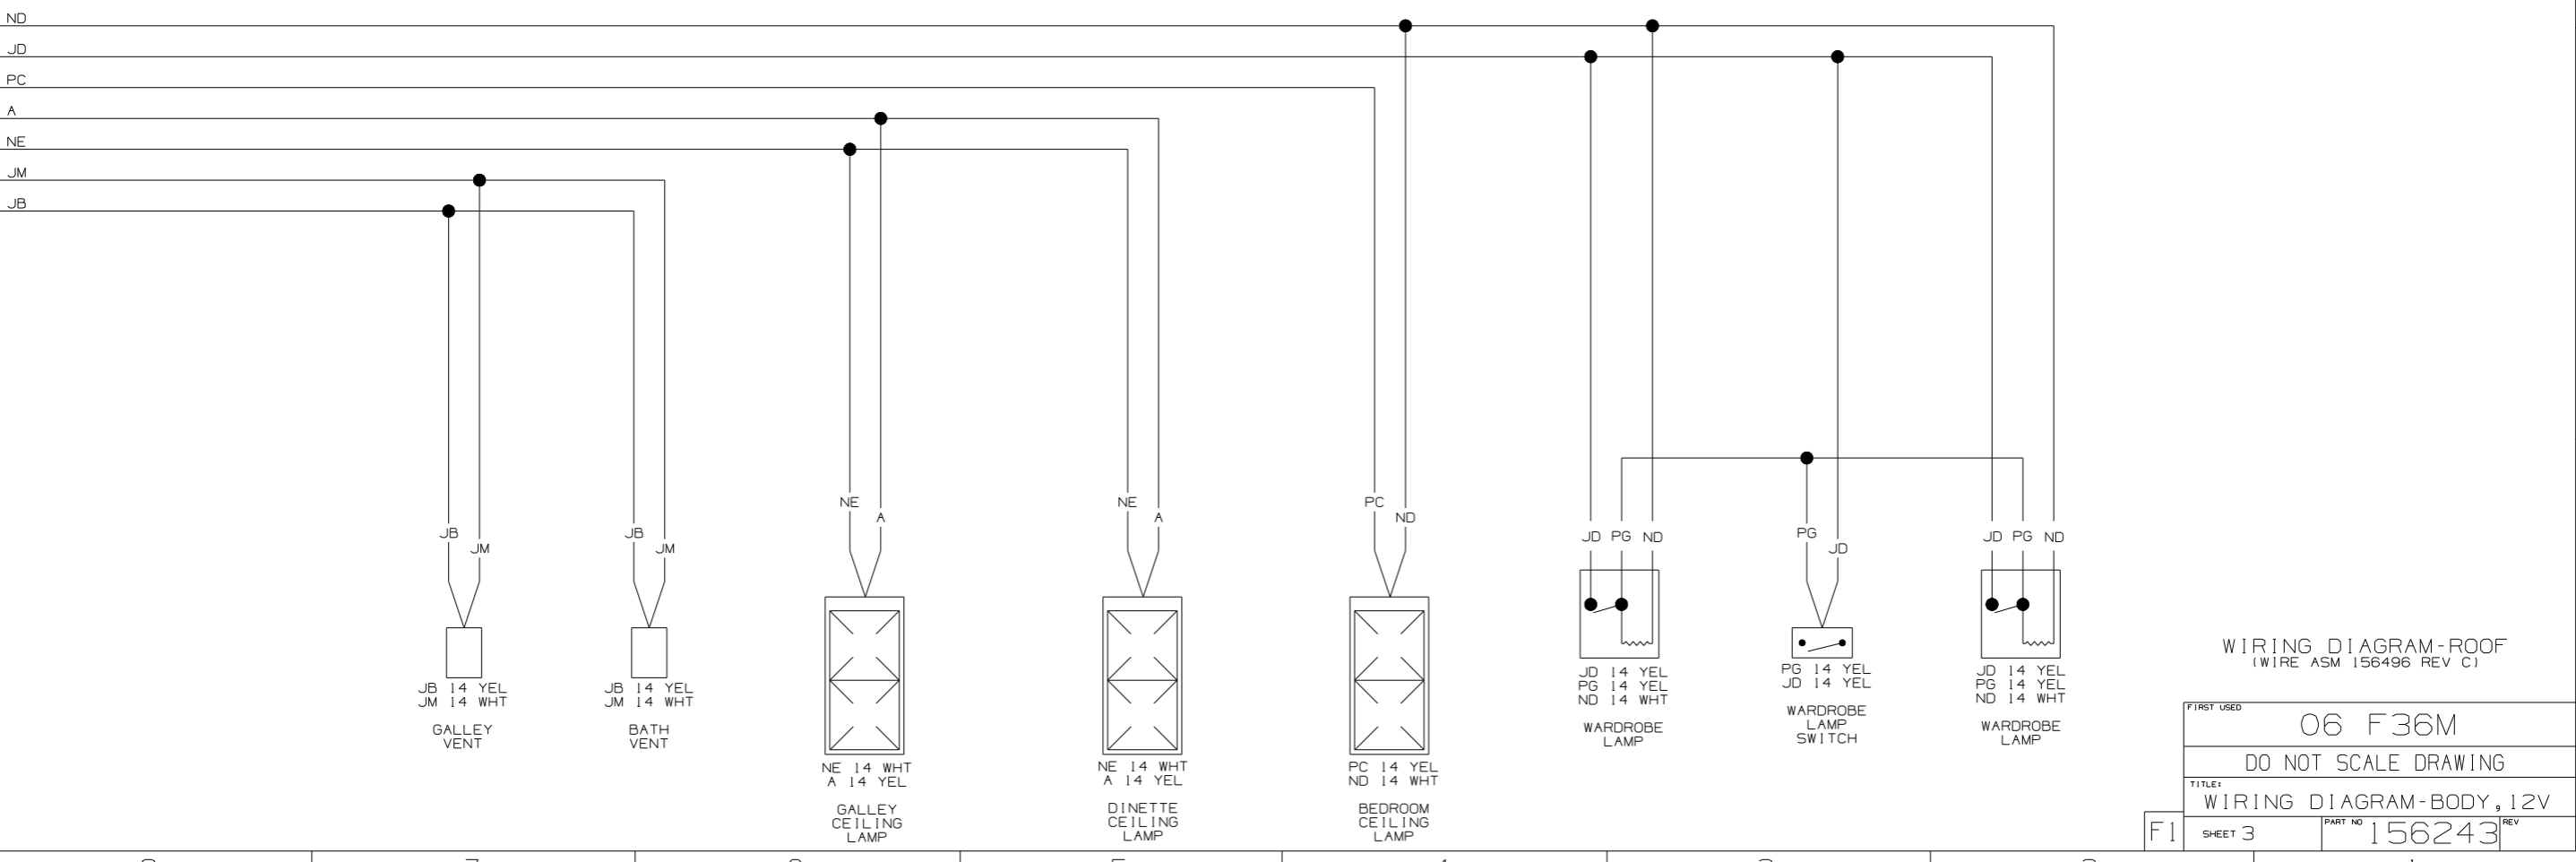 ND
JD
PC
A
NE
JM
JB
JB
JM
JB
JM
NE
A
NE
A
PC
ND
JD PG ND
PG
JD
JD PG ND
JB 14 YEL
JM 14 WHT
GALLEY
VENT
JB 14 YEL
JM 14 WHT
BATH
VENT
NE 14 WHT
A 14 YEL
GALLEY
CEILING
LAMP
NE 14 WHT
A 14 YEL
DINETTE
CEILING
LAMP
PC 14 YEL
ND 14 WHT
BEDROOM
CEILING
LAMP
JD 14 YEL
PG 14 YEL
ND 14 WHT
WARDROBE
LAMP
PG 14 YEL
JD 14 YEL
WARDROBE
LAMP
SWITCH
JD 14 YEL
PG 14 YEL
ND 14 WHT
WARDROBE
LAMP
WIRING DIAGRAM-ROOF
(WIRE ASM 156496 REV C)
FIRST USED
06 F36M
DO NOT SCALE DRAWING
TITLE:
WIRING DIAGRAM-BODY, 12V
F1
SHEET 3
PART NO 156243
REV